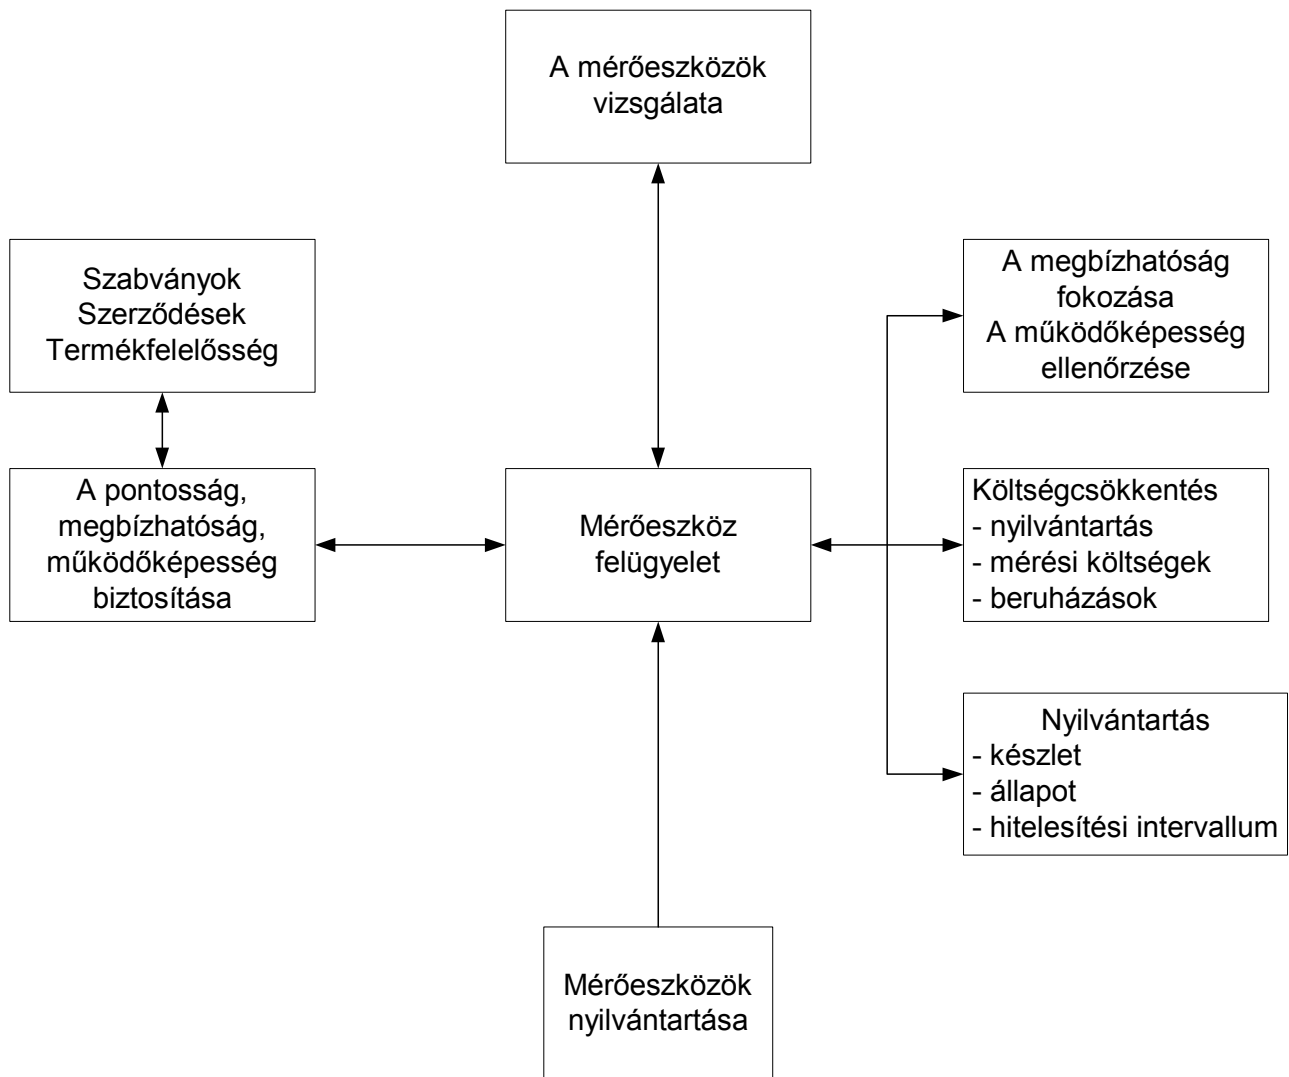 A mérőeszközök
vizsgálata
Szabványok
Szerződések
Termékfelelősség
A megbízhatóság
fokozása
A működőképesség
ellenőrzése
A pontosság,
megbízhatóság,
működőképesség
biztosítása
Mérőeszköz
felügyelet
Költségcsökkentés
- nyilvántartás
- mérési költségek
- beruházások
Nyilvántartás
- készlet
- állapot
- hitelesítési intervallum
Mérőeszközök
nyilvántartása